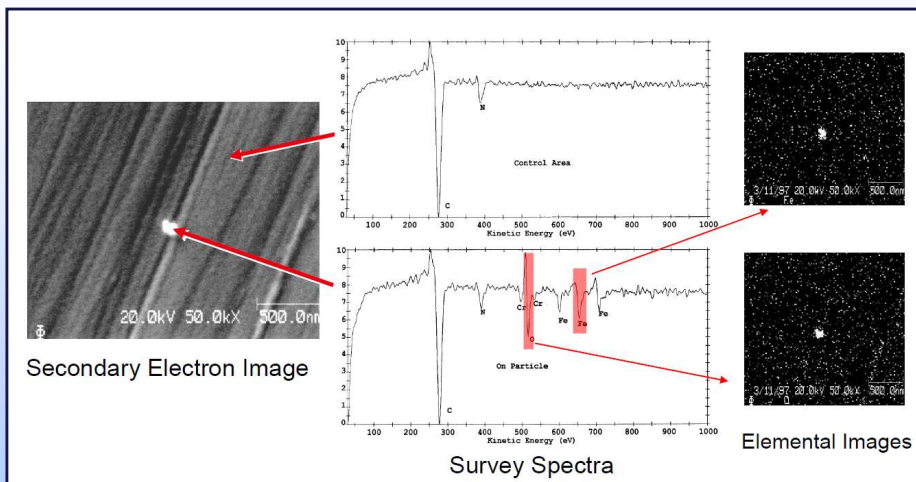 20.0kV 50.0kX 500.0nm
Φ
Secondary Electron Image
10
9
8
7
6
5
4
3
2
1
0
N
Control Area
C
100 200 300 400 500 600 700 800 900 1000
Kinetic Energy (eV)
10
9
8
7
6
5
4
3
2
1
0
N
Cr
Cr
O
Fe
Fe
Fe
On Particle
C
100 200 300 400 500 600 700 800 900 1000
Kinetic Energy (eV)
Survey Spectra
3/11/97 20.0kV 50.0kX 500.0nm
Φ Fe
3/11/97 20.0kV 50.0kX 500.0nm
Φ O
Elemental Images